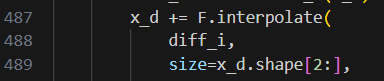 487 x_d += F.interpolate(
488     diff_i,
489     size=x_d.shape[2:],